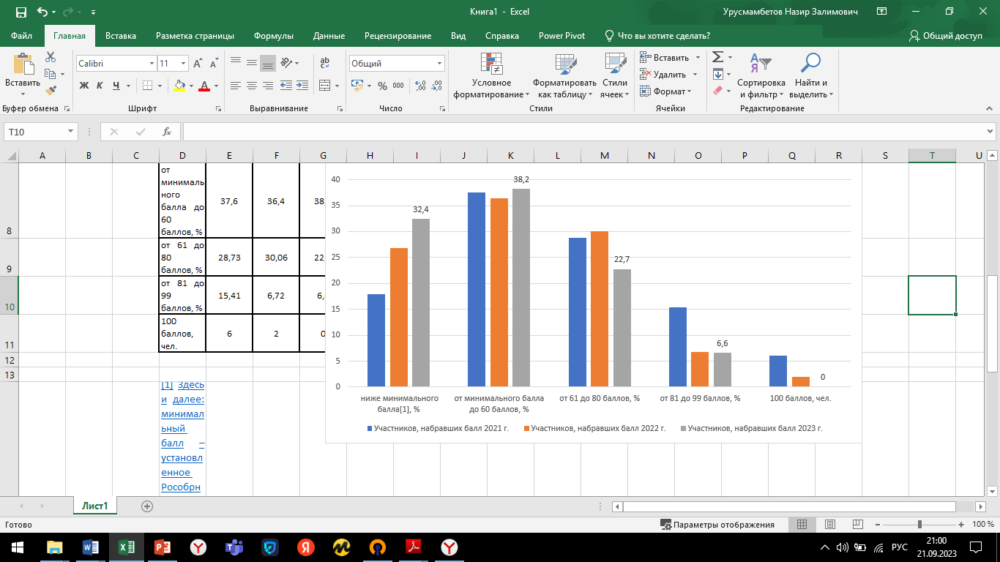 Книга1 - Excel
Урусмамбетов Назир Залимович
Файл Главная Вставка Разметка страницы Формулы Данные Рецензирование Вид Справка Power Pivot Что вы хотите сделать? Общий доступ
Вставить
Буфер обмена
Calibri 11
Ж К Ч
Шрифт
Выравнивание
Общий
% 000
Число
Условное форматирование
Форматировать как таблицу
Стили ячеек
Стили
Вставить
Удалить
Формат
Ячейки
Сортировка и фильтр
Найти и выделить
Редактирование
T10
fx
A B C D E F G H I J K L M N O P Q R S T U
8
от
минималь
ного
балла до
60
баллов, %
37,6 36,4 38,
9
от 61 до
80
баллов, %
28,73 30,06 22,
10
от 81 до
99
баллов, %
15,41 6,72 6,
11
100
баллов,
чел.
6 2 0
12
13
[1] Здесь
и далее:
минимал
ьный
балл –
установл
енное
Рособрн
40
35
30
25
20
15
10
5
0
32,4
38,2
22,7
6,6
0
ниже минимального
балла[1], %
от минимального балла
до 60 баллов, %
от 61 до 80 баллов, %
от 81 до 99 баллов, %
100 баллов, чел.
Участников, набравших балл 2021 г. Участников, набравших балл 2022 г. Участников, набравших балл 2023 г.
Лист1
Готово
Параметры отображения
100 %
РУС
21:00
21.09.2023